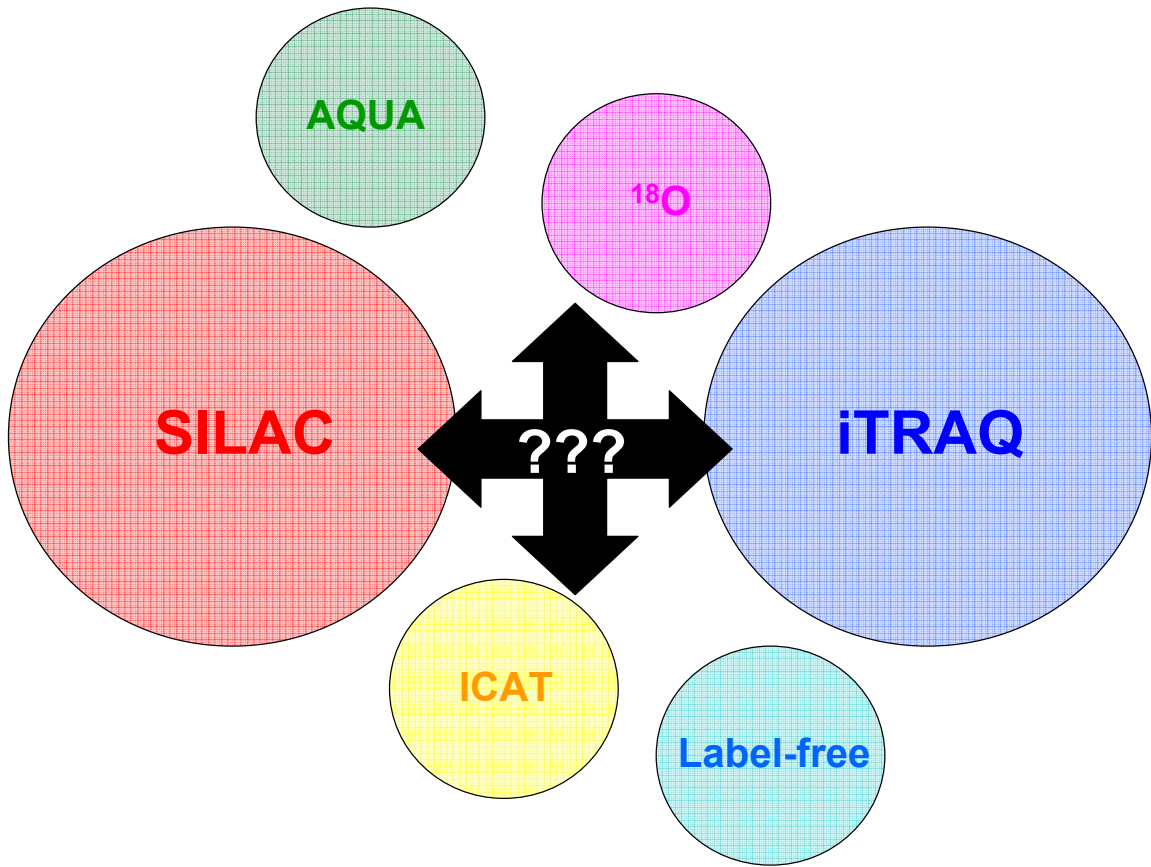 AQUA
¹⁸O
SILAC
???
iTRAQ
ICAT
Label-free